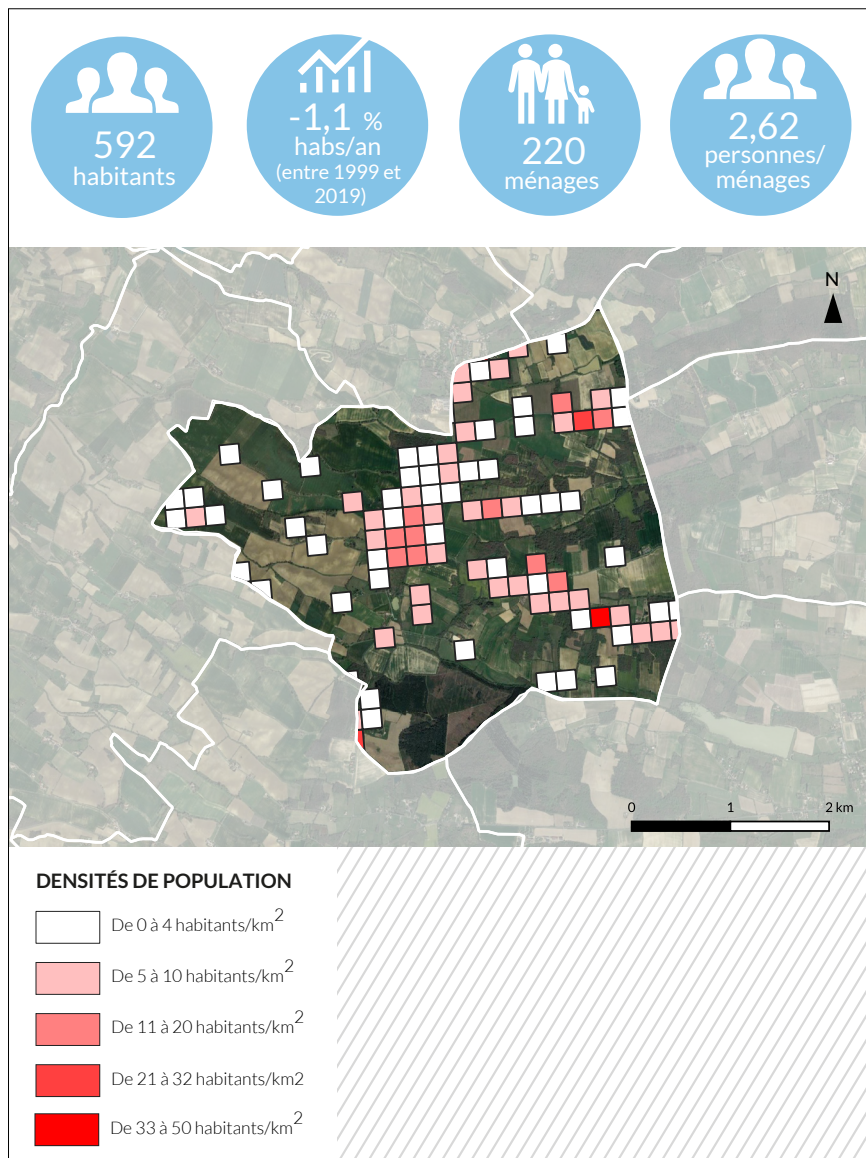 592
habitants
-1,1 %
habs/an
(entre 1999 et
2019)
220
ménages
2,62
personnes/
ménages
N
0 1 2 km
DENSITÉS DE POPULATION
De 0 à 4 habitants/km²
De 5 à 10 habitants/km²
De 11 à 20 habitants/km²
De 21 à 32 habitants/km2
De 33 à 50 habitants/km²